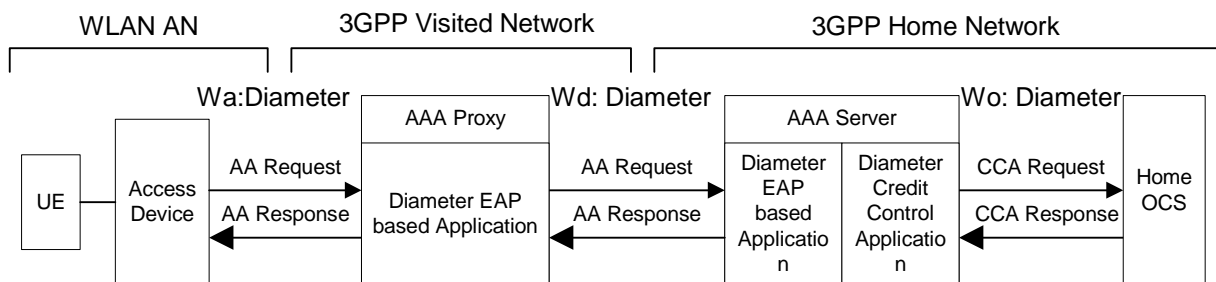 WLAN AN
3GPP Visited Network
3GPP Home Network
Wa:Diameter
Wd: Diameter
Wo: Diameter
UE
Access
Device
AA Request
AA Response
AAA Proxy
Diameter EAP
based Application
AA Request
AA Response
AAA Server
Diameter
EAP
based
Applicatio
n
Diameter
Credit
Control
Applicatio
n
CCA Request
CCA Response
Home
OCS